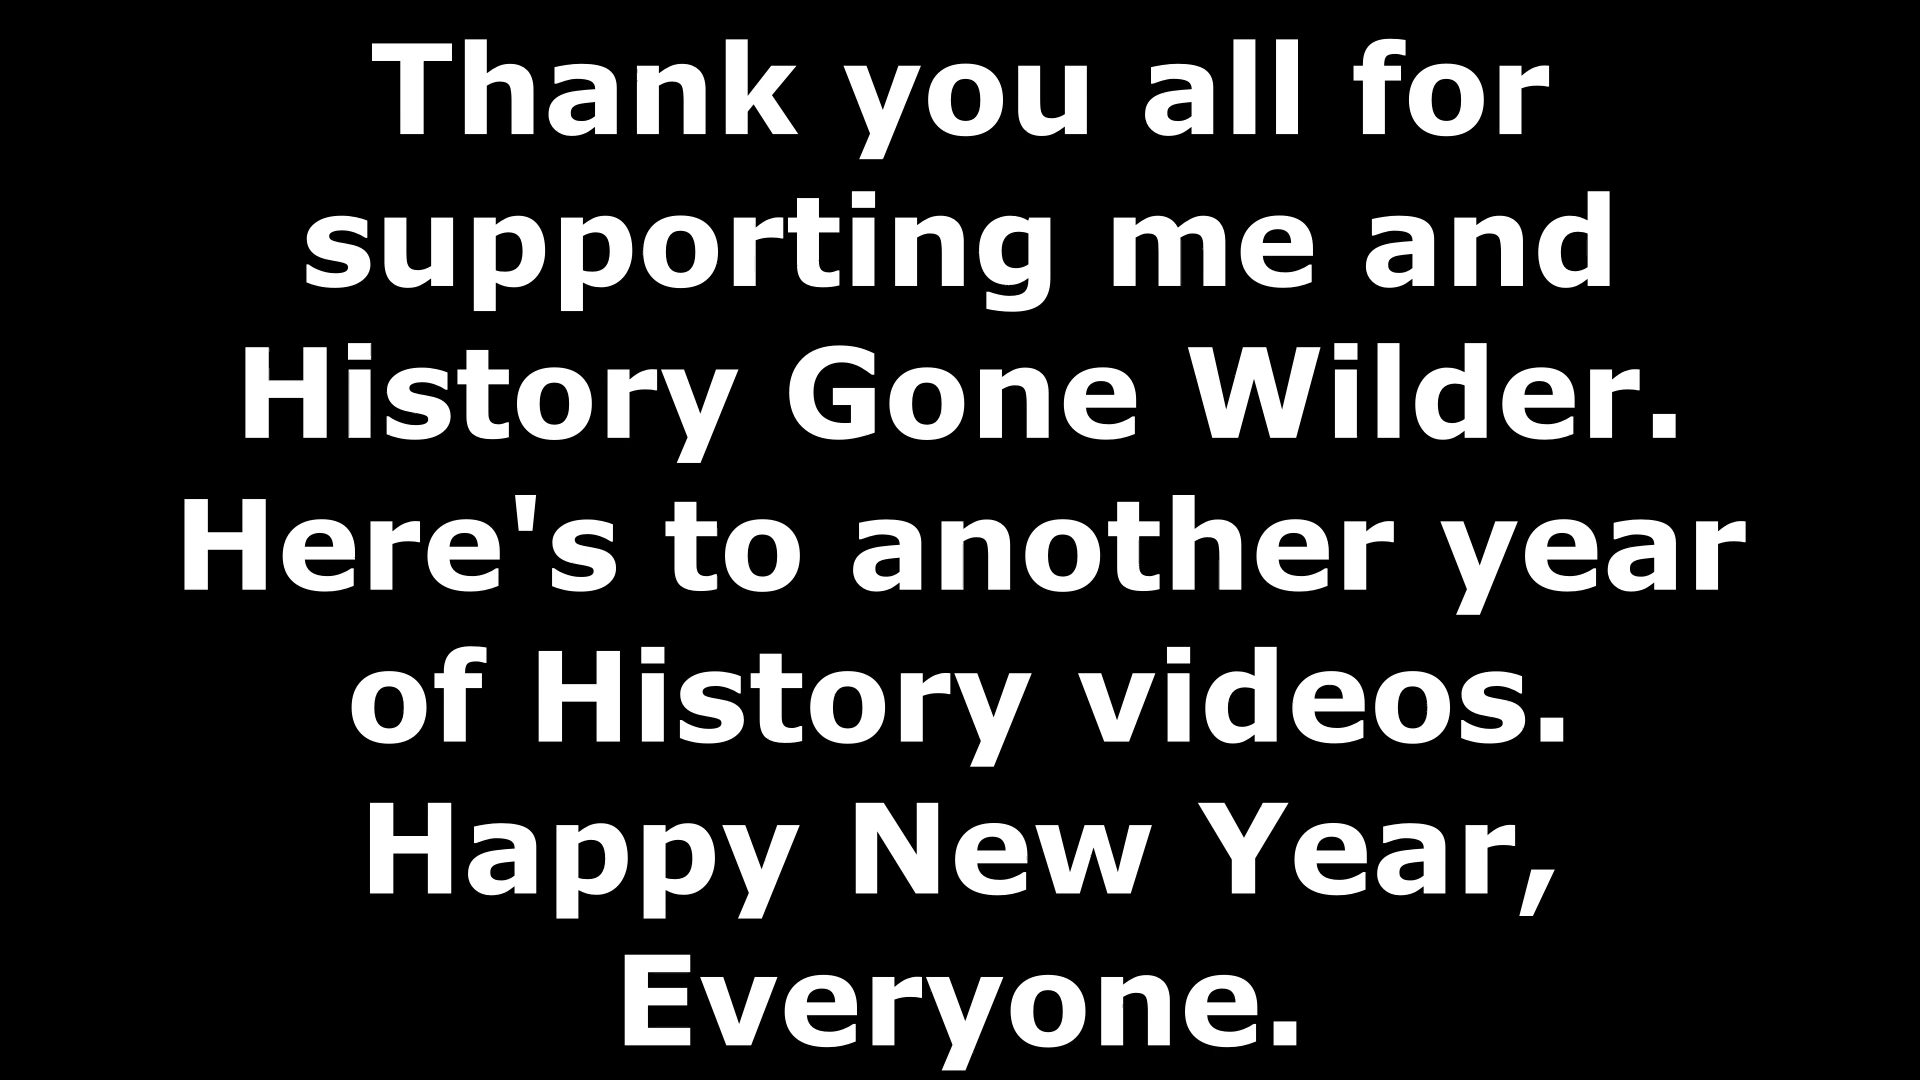 Thank you all for
supporting me and
History Gone Wilder.
Here's to another year
of History videos.
Happy New Year,
Everyone.